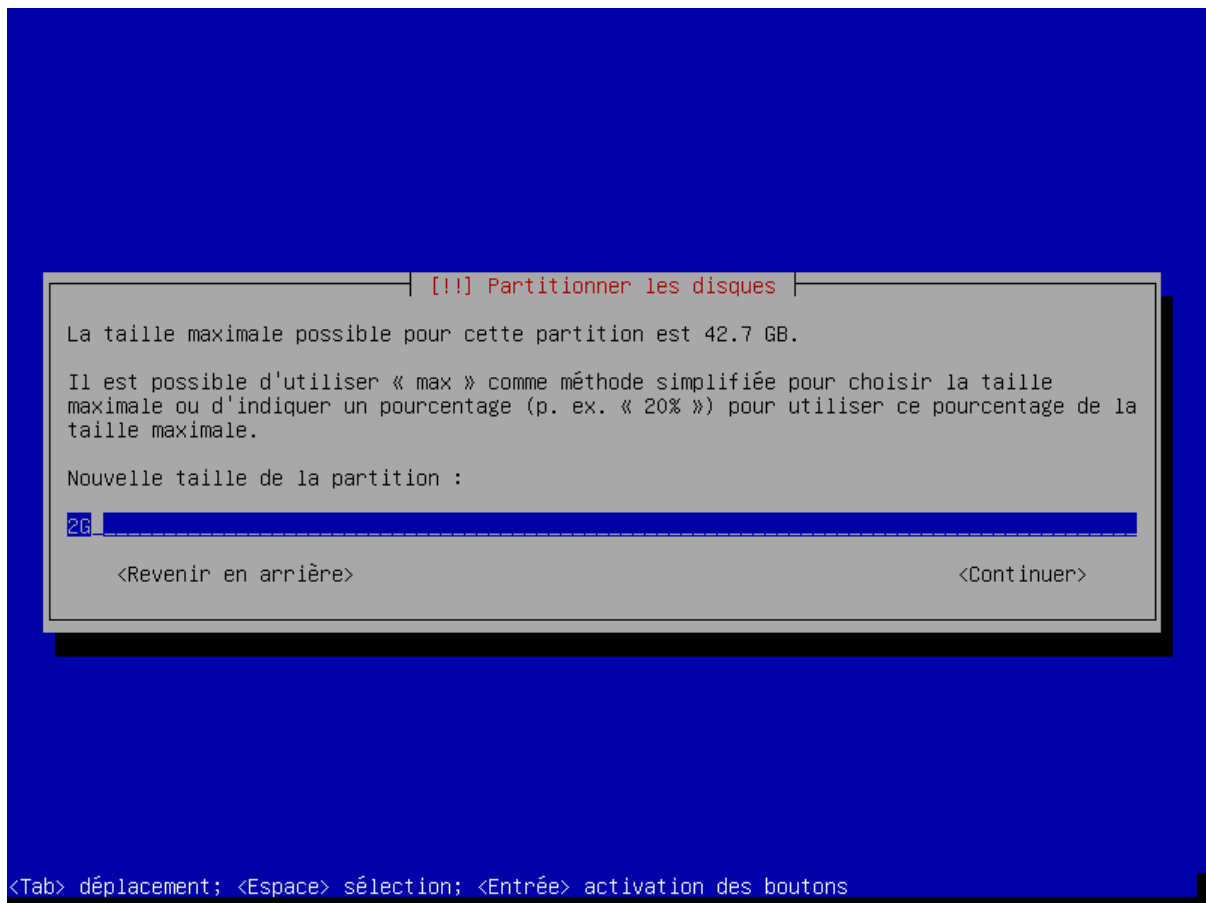 [!!] Partitionner les disques
La taille maximale possible pour cette partition est 42.7 GB.
Il est possible d'utiliser « max » comme méthode simplifiée pour choisir la taille
maximale ou d'indiquer un pourcentage (p. ex. « 20% ») pour utiliser ce pourcentage de la
taille maximale.
Nouvelle taille de la partition :
2G
<Revenir en arrière> <Continuer>
<Tab> déplacement; <Espace> sélection; <Entrée> activation des boutons